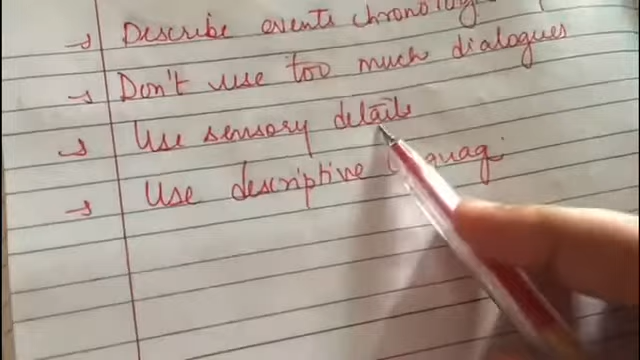 → Describe events
→ Don't use too much dialogues
→ Use sensory details
→ Use descriptive